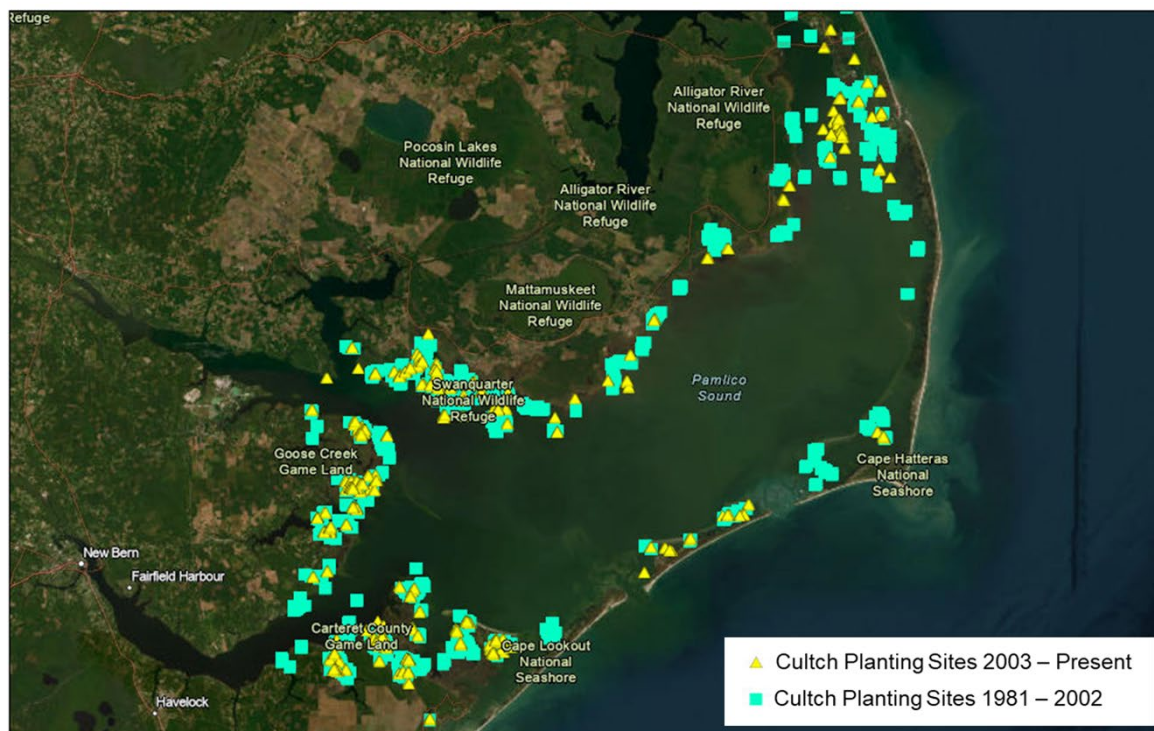 Refuge
Alligator River
National Wildlife
Refuge
Pocosin Lakes
National Wildlife
Refuge
Alligator River
National Wildlife
Refuge
Mattamuskeet
National Wildlife
Refuge
Pamlico
Sound
Swanquarter
National Wildlife
Refuge
Goose Creek
Game Land
Cape Hatteras
National
Seashore
New Bern
Fairfield Harbour
Carteret County
Game Land
Cape Lookout
National
Seashore
Havelock
Cultch Planting Sites 2003 – Present
Cultch Planting Sites 1981 – 2002